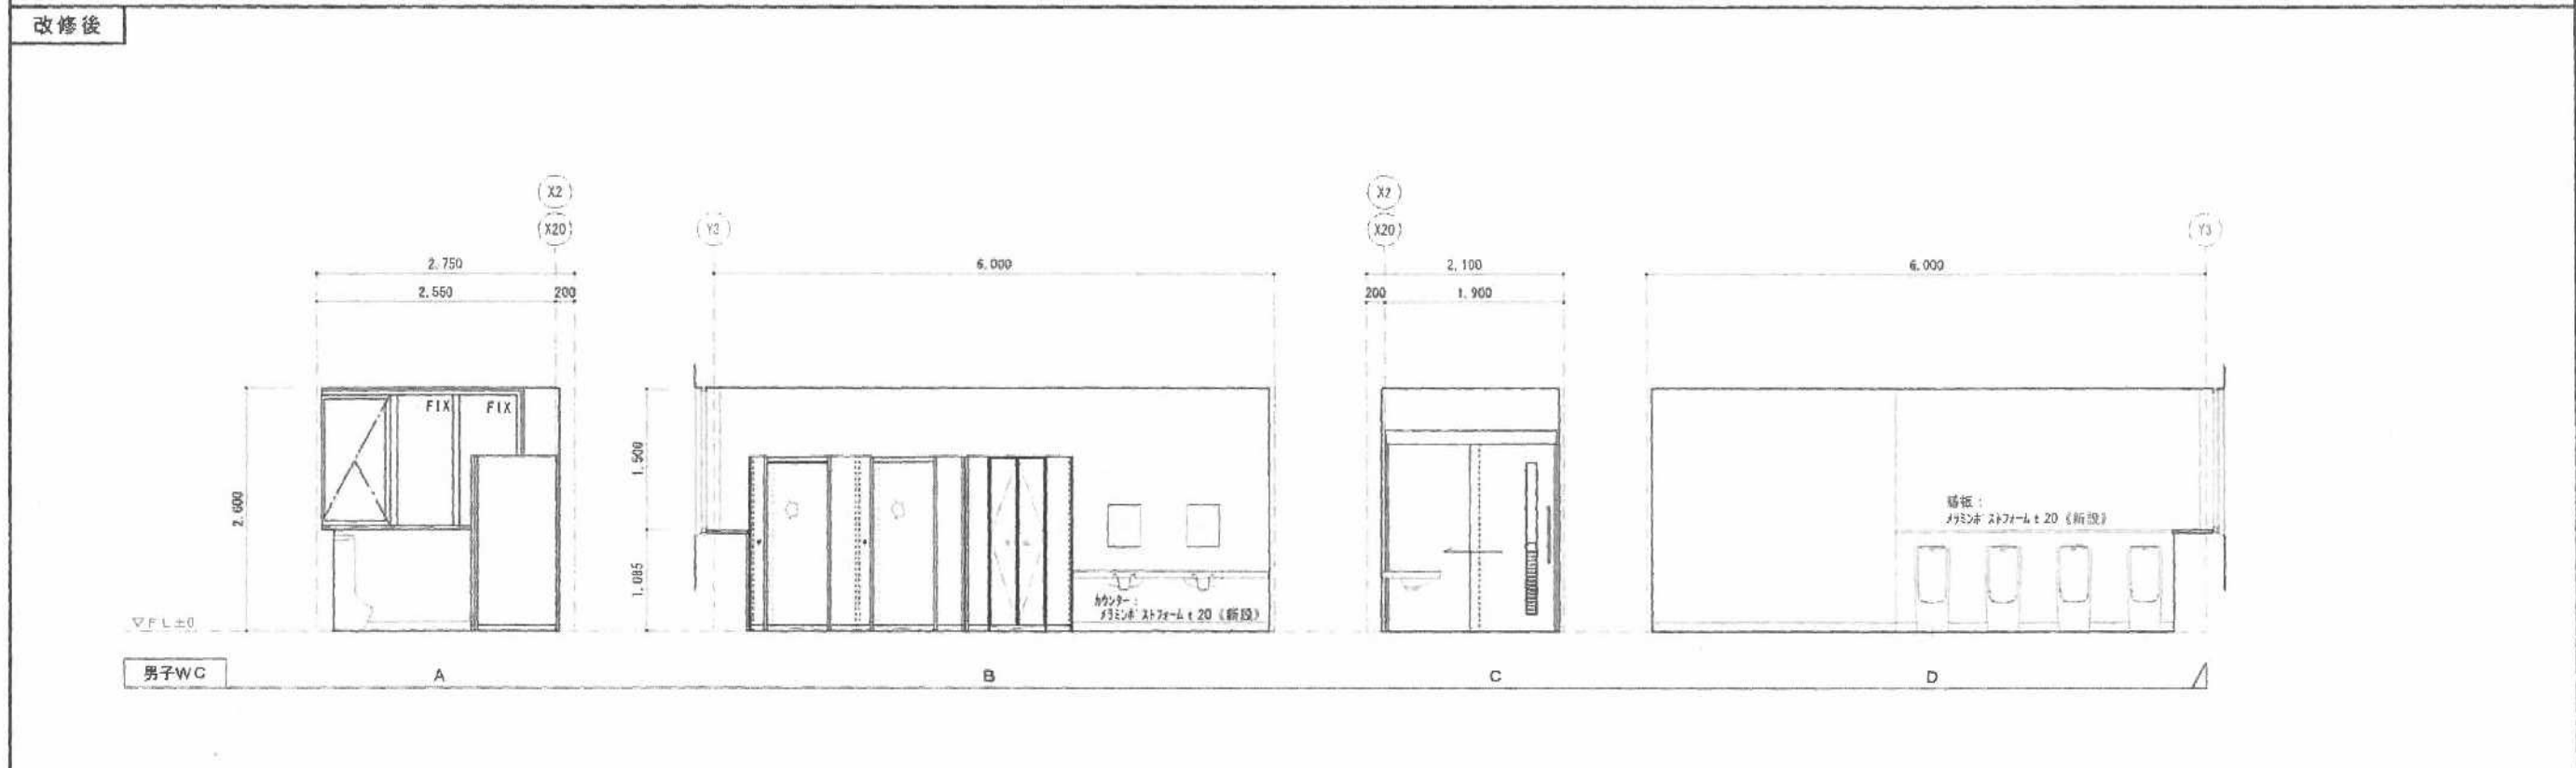 改修後
X2
X2
X20
Y3
X20
Y3
2.750
6.000
2.100
6.000
2.550
200
200
1.900
FIX
FIX
2.600
1.500
1.085
膳板：
メラミンポストフォーム t 20 《新設》
カウンター：
メラミンポストフォーム t 20 《新設》
▽FL±0
男子WC
A
B
C
D